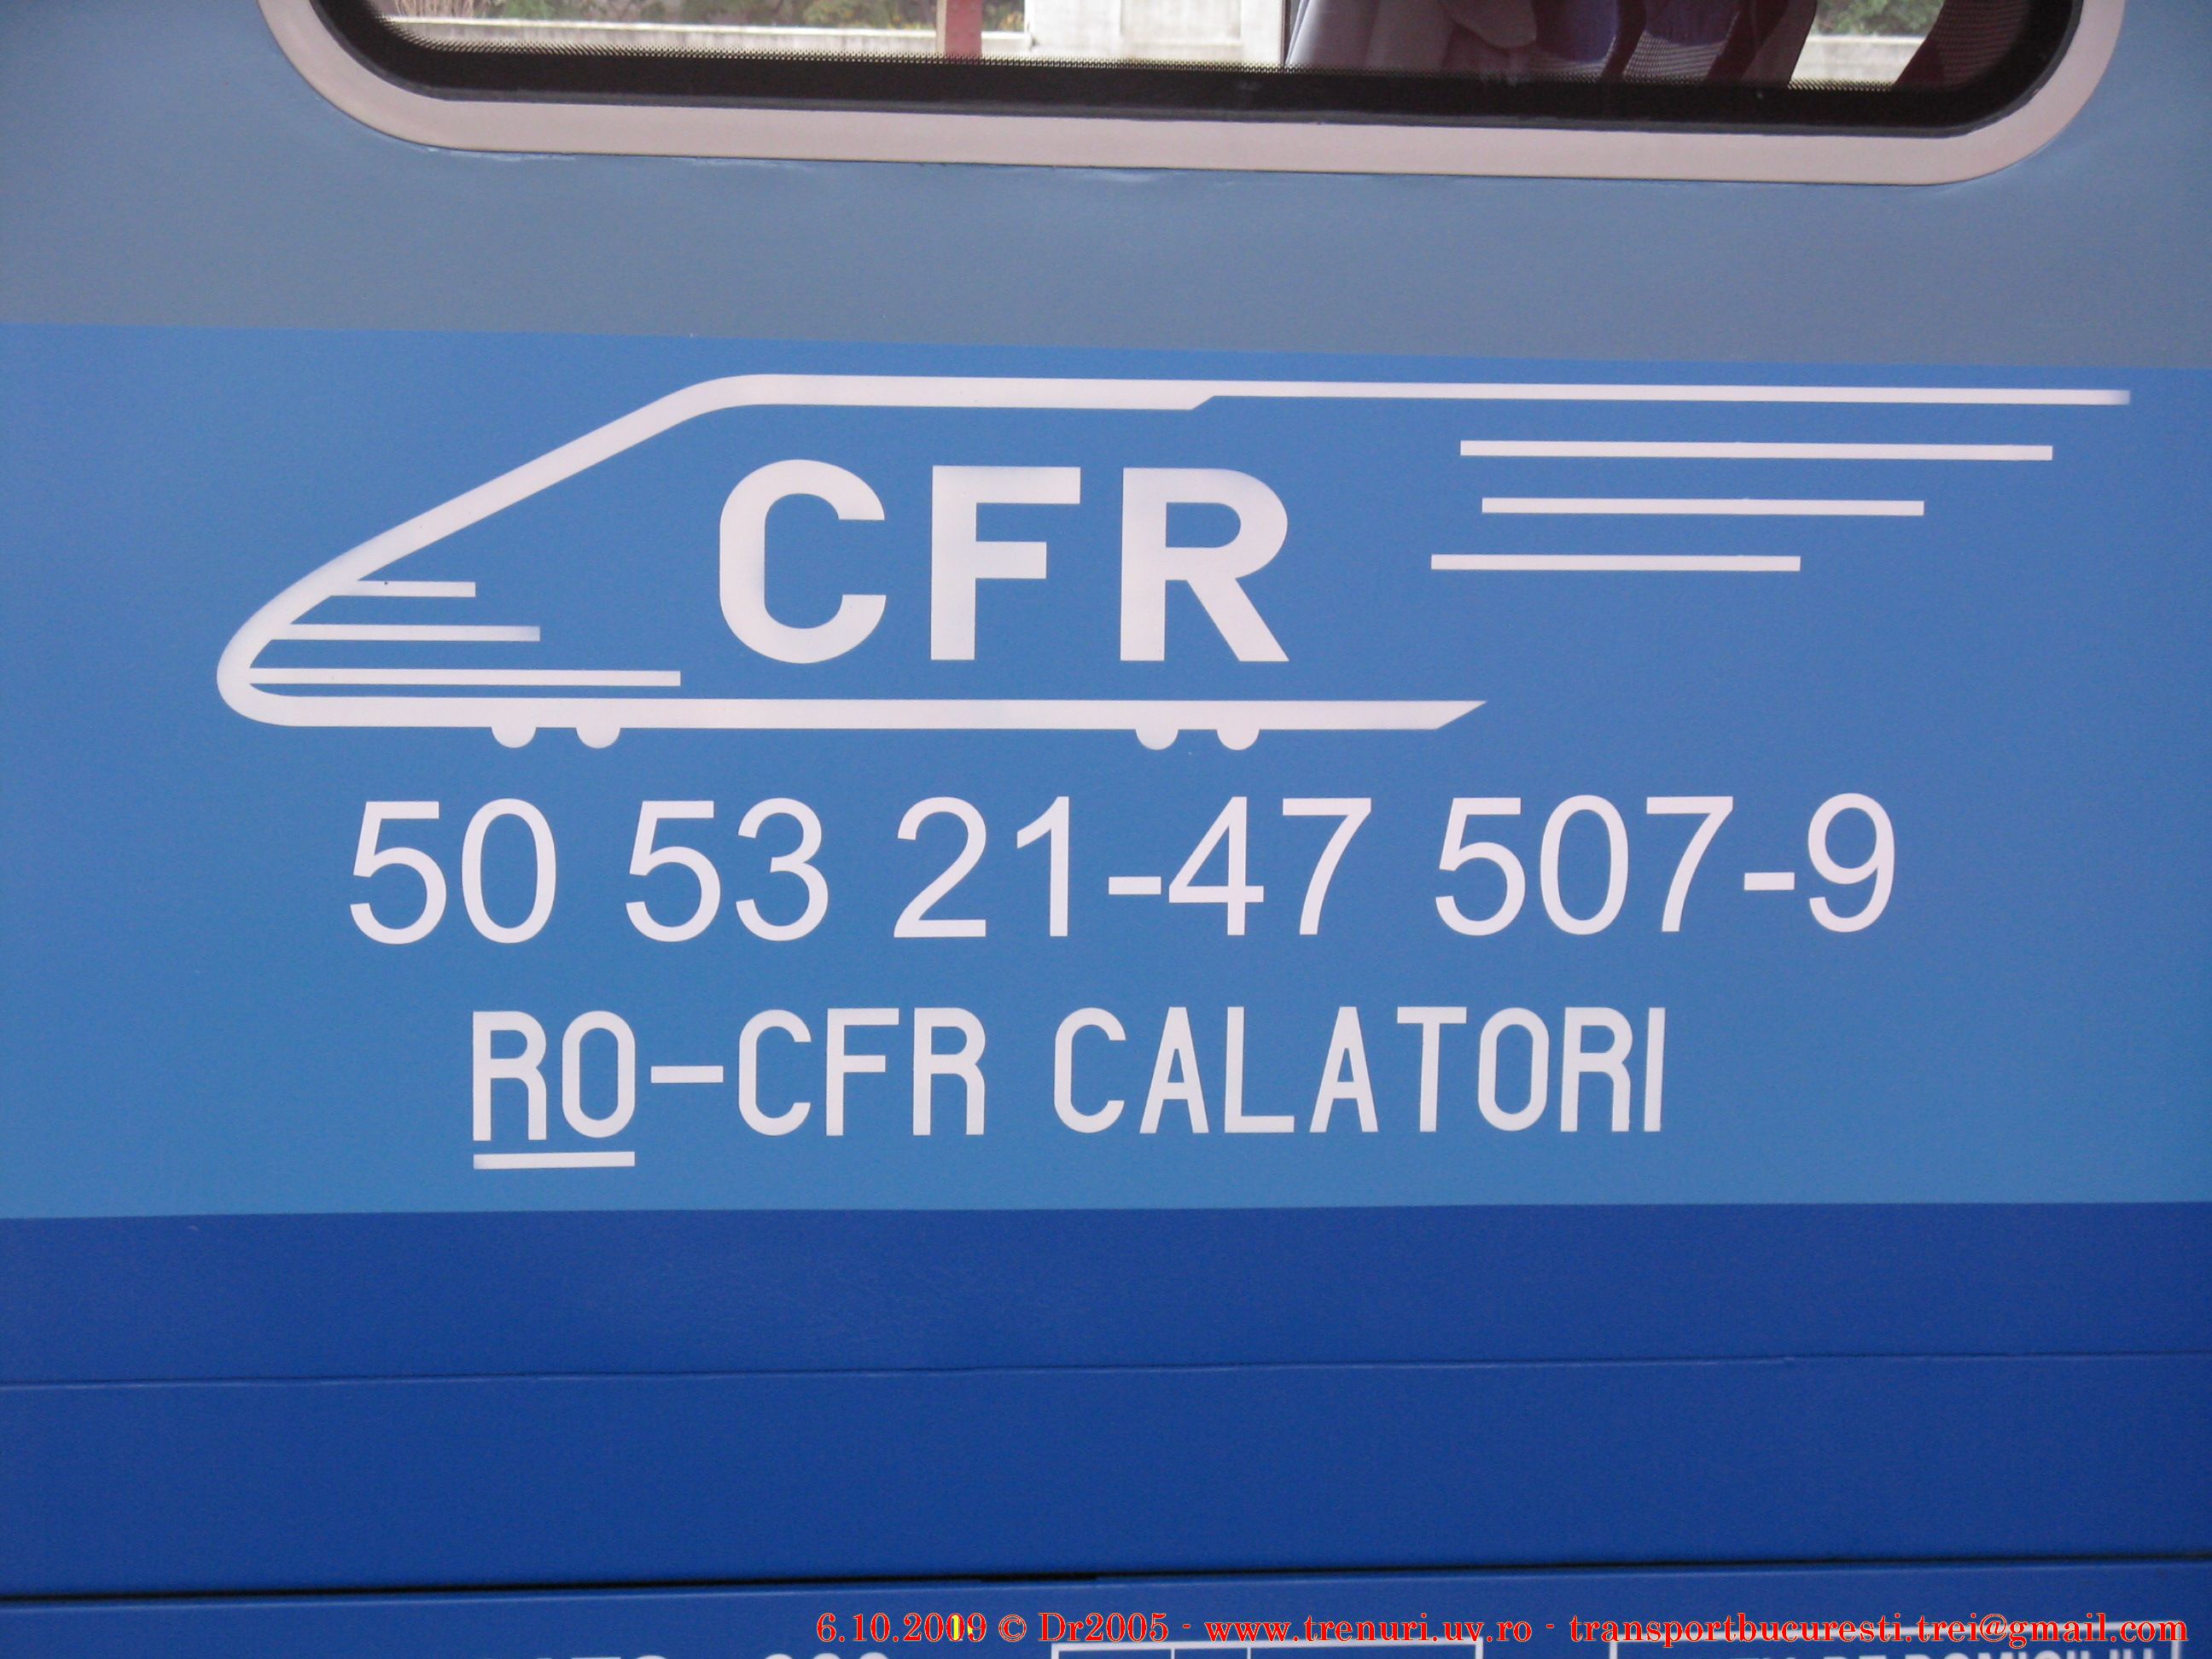 CFR
50 53 21-47 507-9
RO-CFR CALATORI
6.10.2009 © Dr2005 - www.trenuri.uv.ro - transportbucuresti.trei@gmail.com